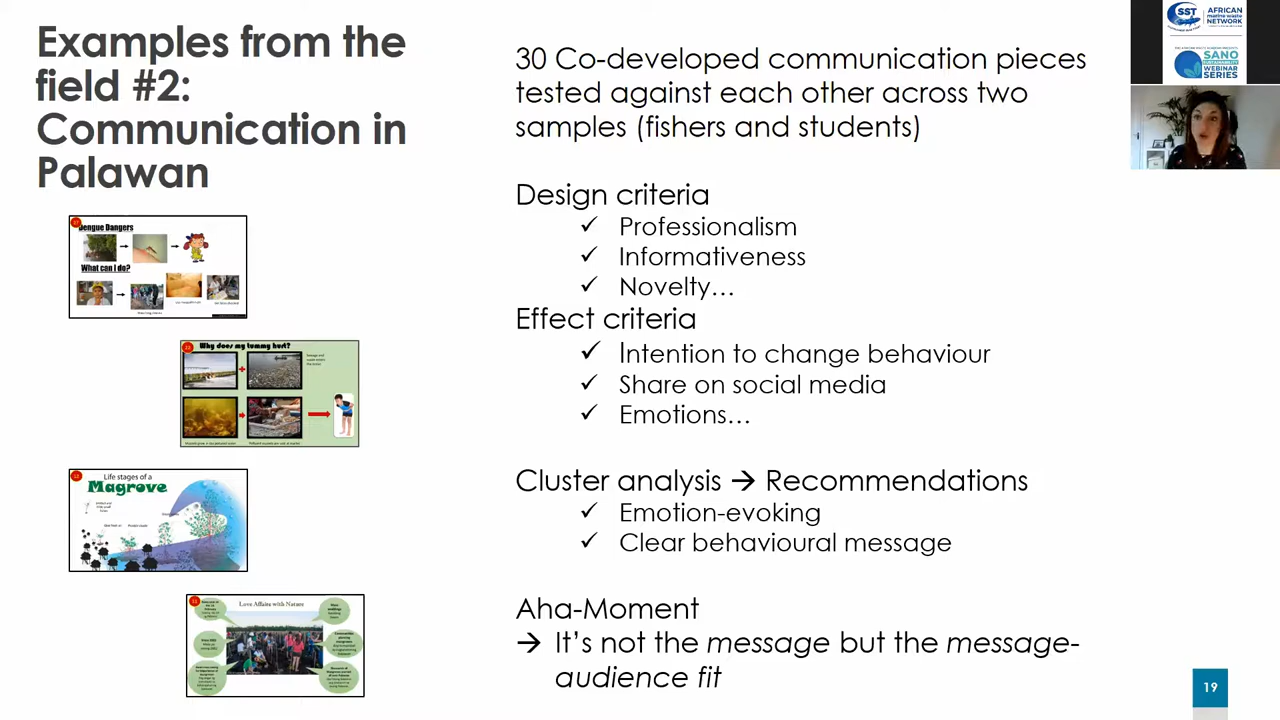 Examples from the
field #2:
Communication in
Palawan
30 Co-developed communication pieces
tested against each other across two
samples (fishers and students)
Design criteria
✓ Professionalism
✓ Informativeness
✓ Novelty…
Effect criteria
✓ Intention to change behaviour
✓ Share on social media
✓ Emotions…
Cluster analysis → Recommendations
✓ Emotion-evoking
✓ Clear behavioural message
Aha-Moment
→ It's not the message but the message-
audience fit
Dengue Dangers
What can I do?
Why does my tummy hurt?
Life stages of a
Magrove
Love Affairs with Nature
SST
AFRICAN
marine waste
NETWORK
SANO
SUSTAINABILITY
WEBINAR
SERIES
19